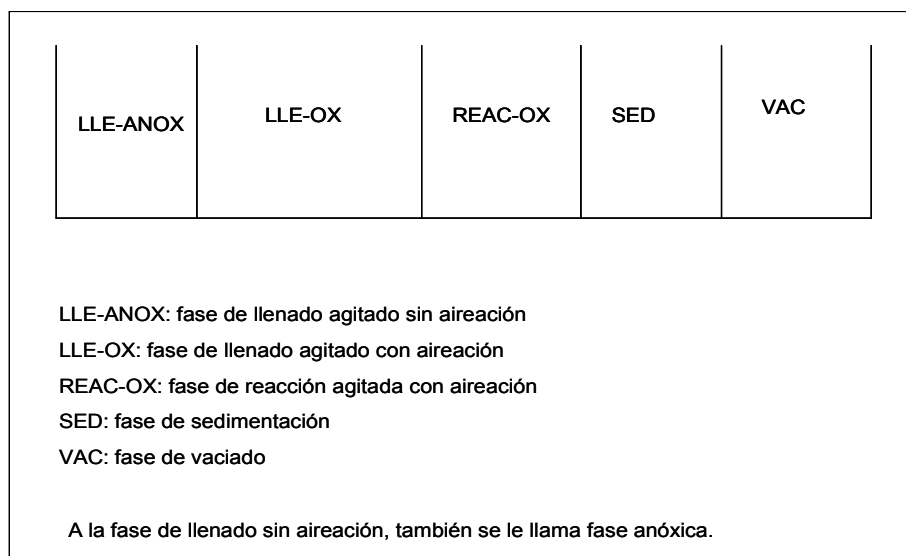 LLE-ANOX LLE-OX REAC-OX SED VAC
LLE-ANOX: fase de llenado agitado sin aireación
LLE-OX: fase de llenado agitado con aireación
REAC-OX: fase de reacción agitada con aireación
SED: fase de sedimentación
VAC: fase de vaciado
A la fase de llenado sin aireación, también se le llama fase anóxica.